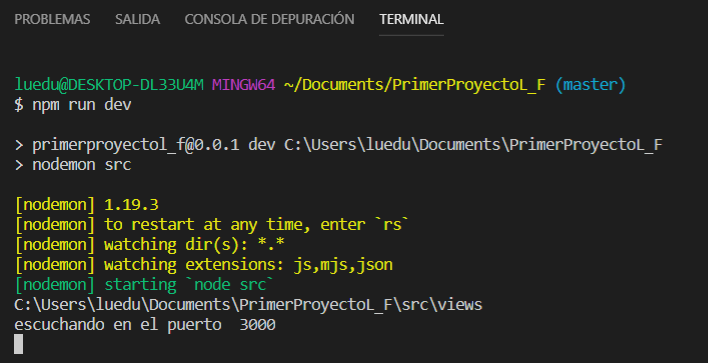 PROBLEMAS SALIDA CONSOLA DE DEPURACIÓN TERMINAL
luedu@DESKTOP-DL33U4M MINGW64 ~/Documents/PrimerProyectoL_F (master)
$ npm run dev
> primerproyectol_f@0.0.1 dev C:\Users\luedu\Documents\PrimerProyectoL_F
> nodemon src
[nodemon] 1.19.3
[nodemon] to restart at any time, enter `rs`
[nodemon] watching dir(s): *.*
[nodemon] watching extensions: js,mjs,json
[nodemon] starting `node src`
C:\Users\luedu\Documents\PrimerProyectoL_F\src\views
escuchando en el puerto  3000